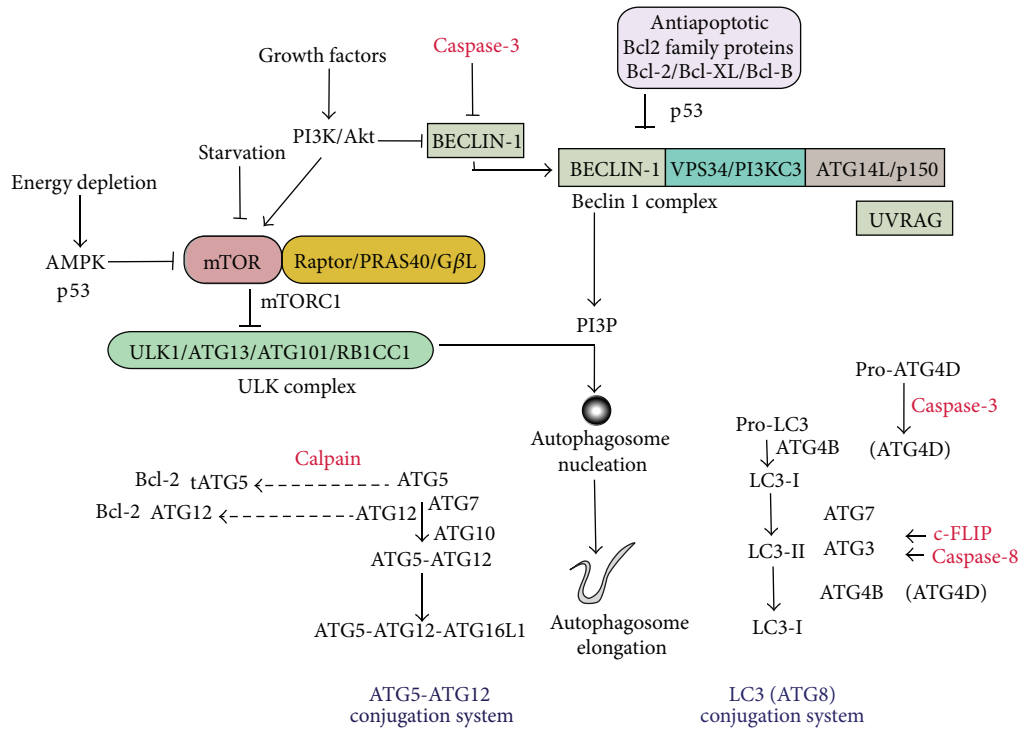 Antiapoptotic
Bcl2 family proteins
Bcl-2/Bcl-XL/Bcl-B
Caspase-3
Growth factors
p53
PI3K/Akt
BECLIN-1
Starvation
BECLIN-1
VPS34/PI3KC3
ATG14L/p150
Beclin 1 complex
UVRAG
Energy depletion
AMPK
p53
mTOR
Raptor/PRAS40/GβL
mTORC1
PI3P
ULK1/ATG13/ATG101/RB1CC1
ULK complex
Autophagosome
nucleation
Autophagosome
elongation
Calpain
Bcl-2 tATG5
ATG5
Bcl-2 ATG12
ATG12
ATG7
ATG10
ATG5-ATG12
ATG5-ATG12-ATG16L1
ATG5-ATG12
conjugation system
Pro-ATG4D
Caspase-3
(ATG4D)
Pro-LC3
ATG4B
LC3-I
ATG7
LC3-II
ATG3
c-FLIP
Caspase-8
ATG4B
(ATG4D)
LC3-I
LC3 (ATG8)
conjugation system